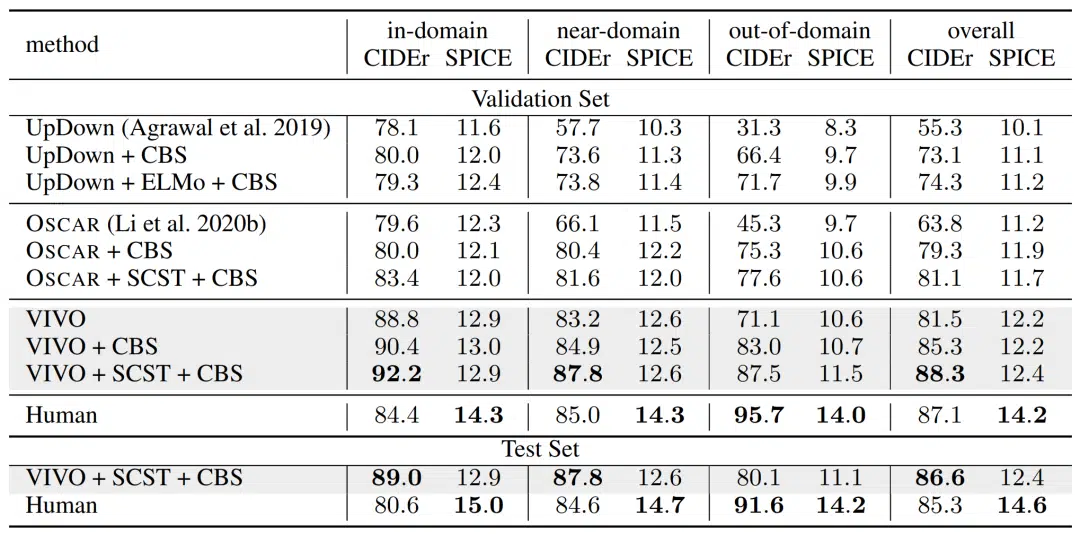 method in-domain near-domain out-of-domain overall
CIDEr SPICE CIDEr SPICE CIDEr SPICE CIDEr SPICE
Validation Set
UpDown (Agrawal et al. 2019) 78.1 11.6 57.7 10.3 31.3 8.3 55.3 10.1
UpDown + CBS 80.0 12.0 73.6 11.3 66.4 9.7 73.1 11.1
UpDown + ELMo + CBS 79.3 12.4 73.8 11.4 71.7 9.9 74.3 11.2
OSCAR (Li et al. 2020b) 79.6 12.3 66.1 11.5 45.3 9.7 63.8 11.2
OSCAR + CBS 80.0 12.1 80.4 12.2 75.3 10.6 79.3 11.9
OSCAR + SCST + CBS 83.4 12.0 81.6 12.0 77.6 10.6 81.1 11.7
VIVO 88.8 12.9 83.2 12.6 71.1 10.6 81.5 12.2
VIVO + CBS 90.4 13.0 84.9 12.5 83.0 10.7 85.3 12.2
VIVO + SCST + CBS 92.2 12.9 87.8 12.6 87.5 11.5 88.3 12.4
Human 84.4 14.3 85.0 14.3 95.7 14.0 87.1 14.2
Test Set
VIVO + SCST + CBS 89.0 12.9 87.8 12.6 80.1 11.1 86.6 12.4
Human 80.6 15.0 84.6 14.7 91.6 14.2 85.3 14.6